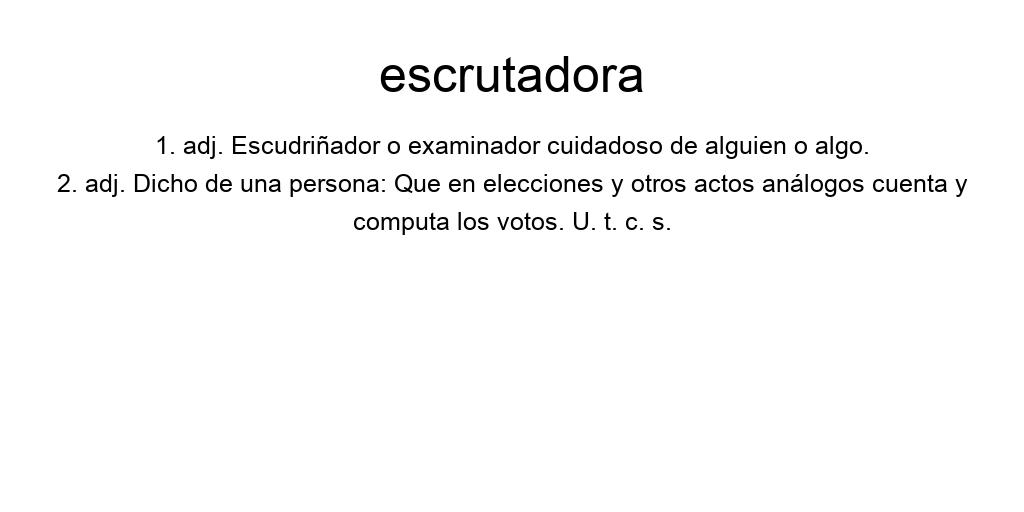 escrutadora
1. adj. Escudriñador o examinador cuidadoso de alguien o algo.
2. adj. Dicho de una persona: Que en elecciones y otros actos análogos cuenta y
computa los votos. U. t. c. s.